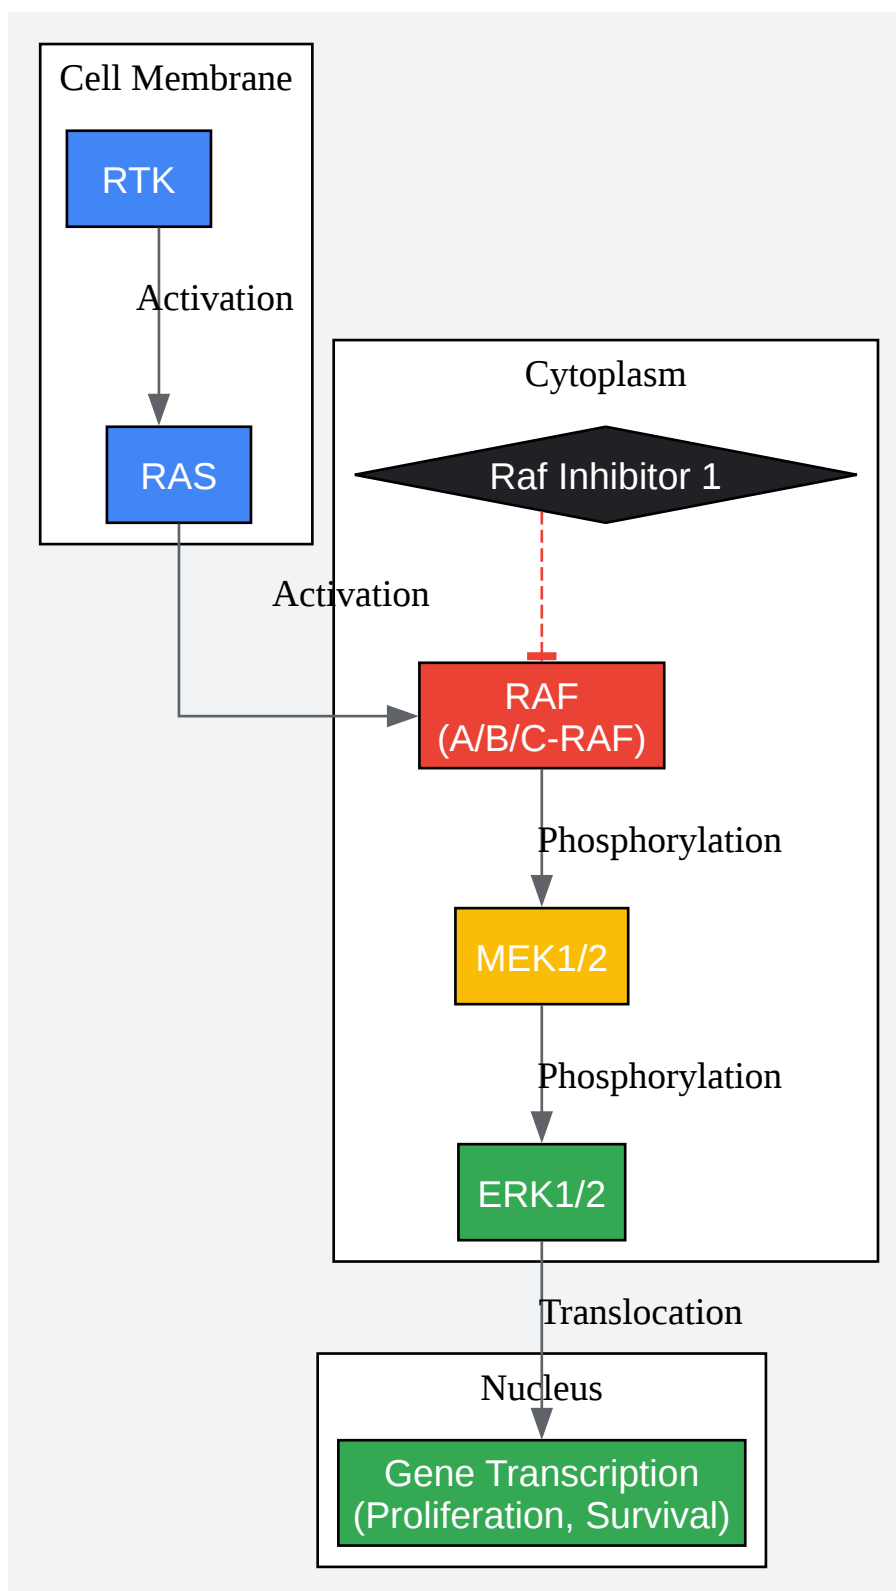 Cell Membrane
RTK
Activation
RAS
Cytoplasm
Raf Inhibitor 1
Activation
RAF
(A/B/C-RAF)
Phosphorylation
MEK1/2
Phosphorylation
ERK1/2
Translocation
Nucleus
Gene Transcription
(Proliferation, Survival)